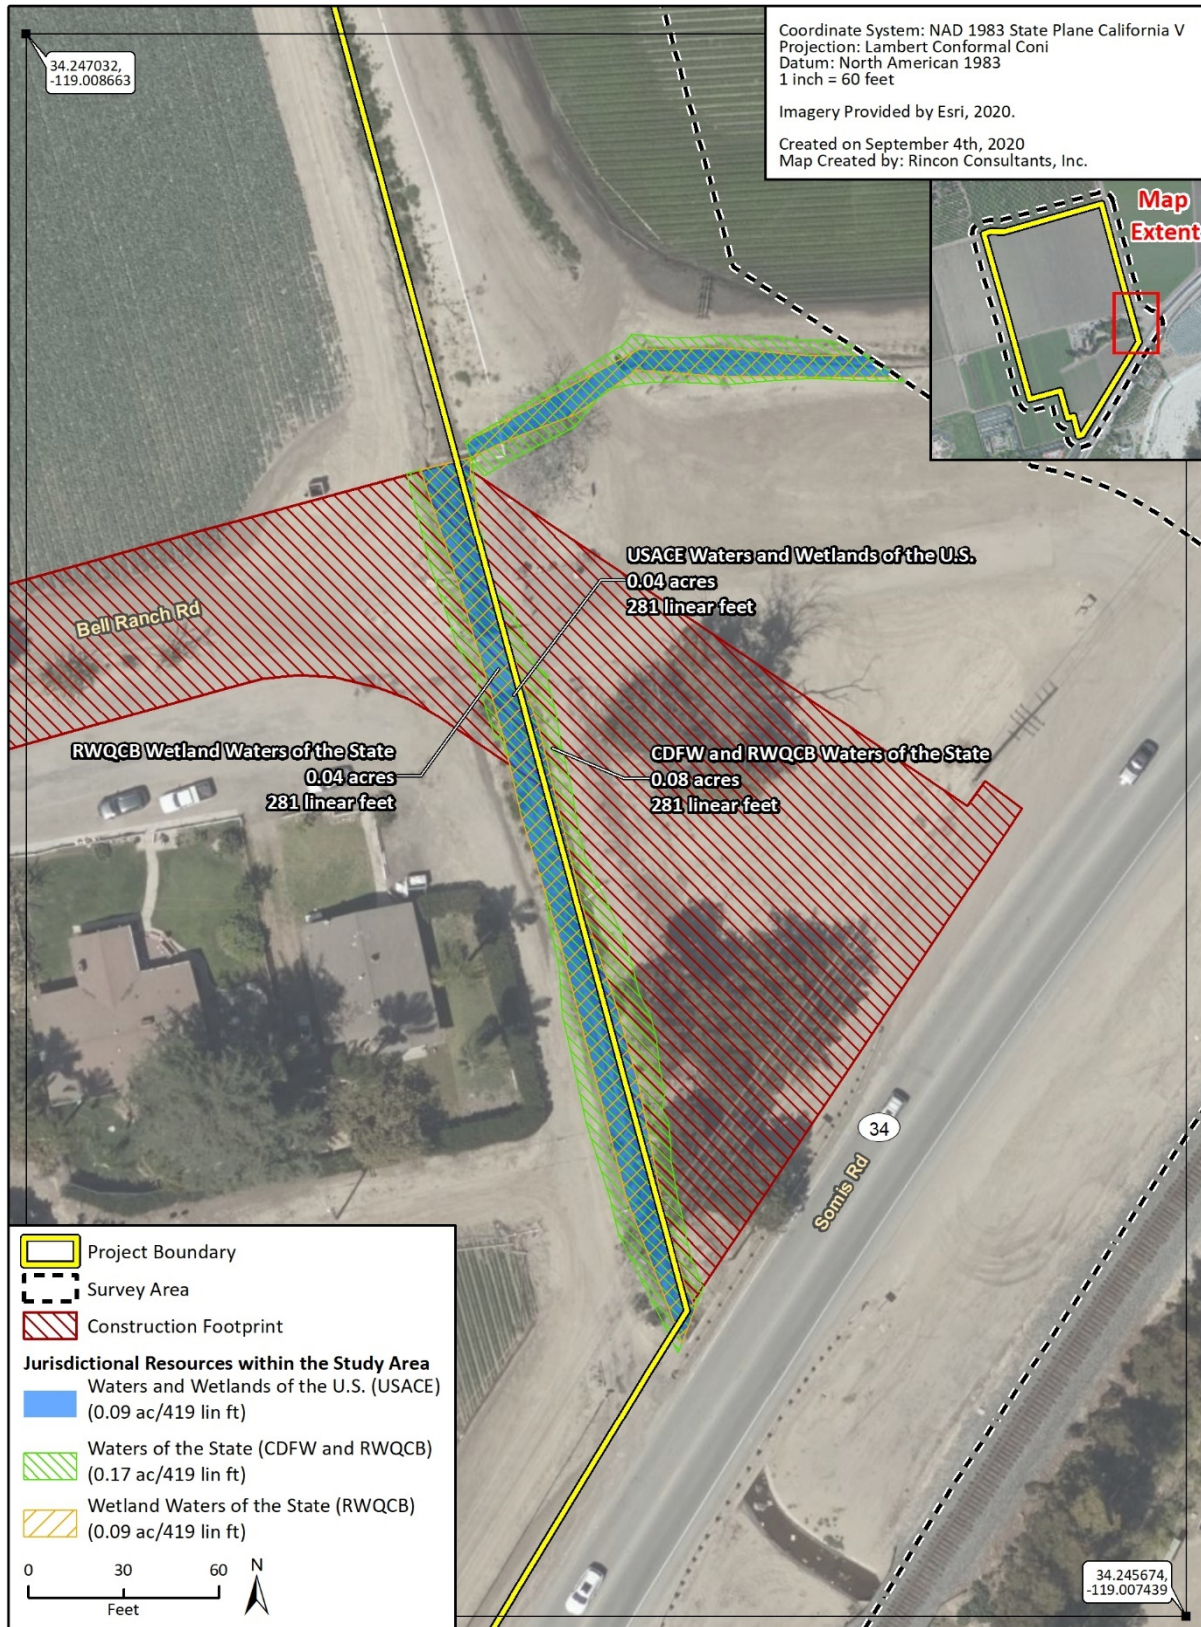 34.247032,
-119.008663
Coordinate System: NAD 1983 State Plane California V
Projection: Lambert Conformal Coni
Datum: North American 1983
1 inch = 60 feet
Imagery Provided by Esri, 2020.
Created on September 4th, 2020
Map Created by: Rincon Consultants, Inc.
Map
Extent
USACE Waters and Wetlands of the U.S.
0.04 acres
281 linear feet
Bell Ranch Rd
RWQCB Wetland Waters of the State
0.04 acres
281 linear feet
CDFW and RWQCB Waters of the State
0.08 acres
281 linear feet
34
Somis Rd
Project Boundary
Survey Area
Construction Footprint
Jurisdictional Resources within the Study Area
Waters and Wetlands of the U.S. (USACE)
(0.09 ac/419 lin ft)
Waters of the State (CDFW and RWQCB)
(0.17 ac/419 lin ft)
Wetland Waters of the State (RWQCB)
(0.09 ac/419 lin ft)
0 30 60
Feet
N
34.245674,
-119.007439